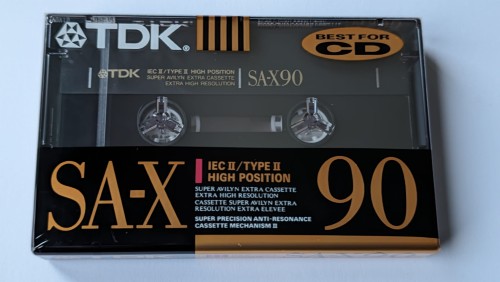 TDK®
BEST FOR
CD
TDK
IEC II/TYPE II HIGH POSITION
SUPER AVILYN EXTRA CASSETTE
EXTRA HIGH RESOLUTION
SA-X90
SA-X
IEC II/TYPE II
HIGH POSITION
SUPER AVILYN EXTRA CASSETTE
EXTRA HIGH RESOLUTION
CASSETTE SUPER AVILYN EXTRA
RESOLUTION EXTRA ELEVEE
SUPER PRECISION ANTI-RESONANCE
CASSETTE MECHANISM II
90